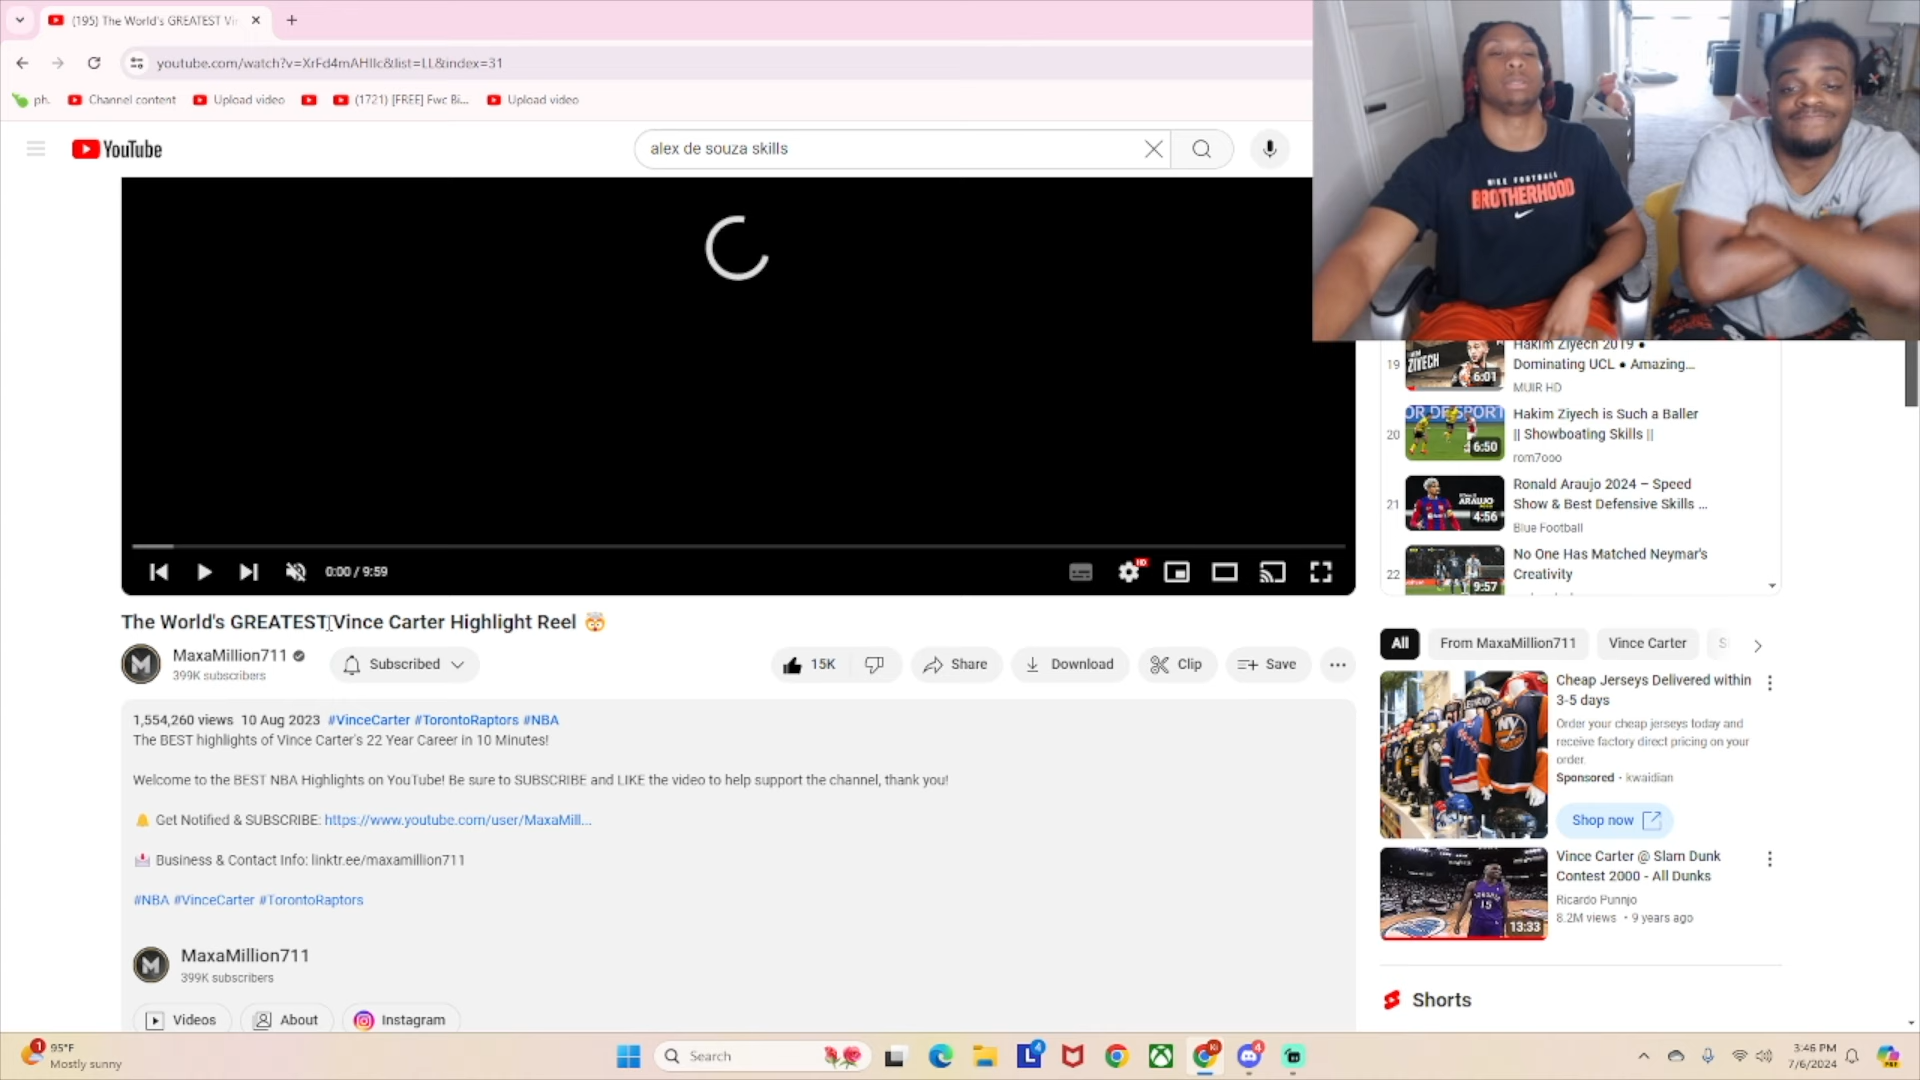 (195) The World's GREATEST Vi
youtube.com/watch?v=XrFd4mAHIlc&list=LL&index=31
ph.
Channel content
Upload video
(1721) [FREE] Fwc Bi...
Upload video
YouTube
alex de souza skills
NIKE FOOTBALL
BROTHERHOOD
0:00 / 9:59
HD
The World's GREATEST Vince Carter Highlight Reel 🤯
MaxaMillion711
399K subscribers
Subscribed
15K
Share
Download
Clip
Save
1,554,260 views 10 Aug 2023 #VinceCarter #TorontoRaptors #NBA
The BEST highlights of Vince Carter's 22 Year Career in 10 Minutes!
Welcome to the BEST NBA Highlights on YouTube! Be sure to SUBSCRIBE and LIKE the video to help support the channel, thank you!
🔔 Get Notified & SUBSCRIBE: https://www.youtube.com/user/MaxaMill...
📩 Business & Contact Info: linktr.ee/maxamillion711
#NBA #VinceCarter #TorontoRaptors
MaxaMillion711
399K subscribers
Videos
About
Instagram
19
ZIYECH
6:01
Hakim Ziyech 2019 •
Dominating UCL • Amazing...
MUIR HD
20
6:50
Hakim Ziyech is Such a Baller
|| Showboating Skills ||
rom7ooo
21
ARAUJO
4:56
Ronald Araujo 2024 – Speed
Show & Best Defensive Skills ...
Blue Football
22
9:57
No One Has Matched Neymar's
Creativity
All
From MaxaMillion711
Vince Carter
Cheap Jerseys Delivered within
3-5 days
Order your cheap jerseys today and
receive factory direct pricing on your
order.
Sponsored · kwaidian
Shop now
Vince Carter @ Slam Dunk
Contest 2000 - All Dunks
Ricardo Punnjo
8.2M views • 9 years ago
15
13:33
Shorts
1
95°F
Mostly sunny
Search
4
4
3:46 PM
7/6/2024